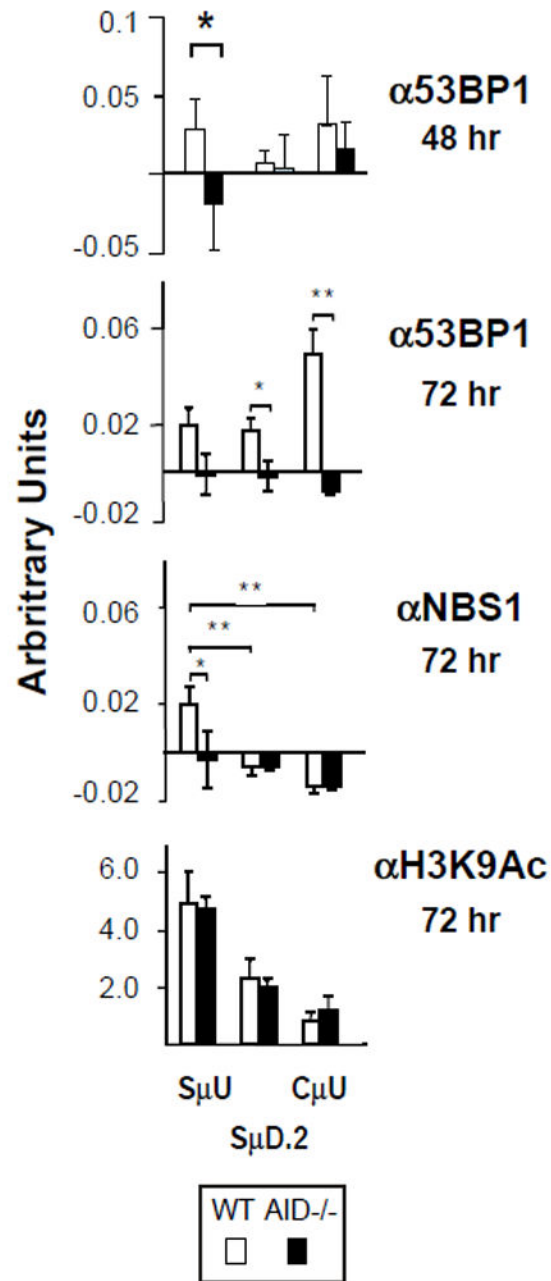 0.1
*
0.05
-0.05
α53BP1
48 hr
0.06
**
α53BP1
*
72 hr
0.02
-0.02
Arbritrary Units
**
0.06
αNBS1
**
72 hr
*
0.02
-0.02
αH3K9Ac
6.0
72 hr
4.0
2.0
SμU CμU
SμD.2
WT AID-/-